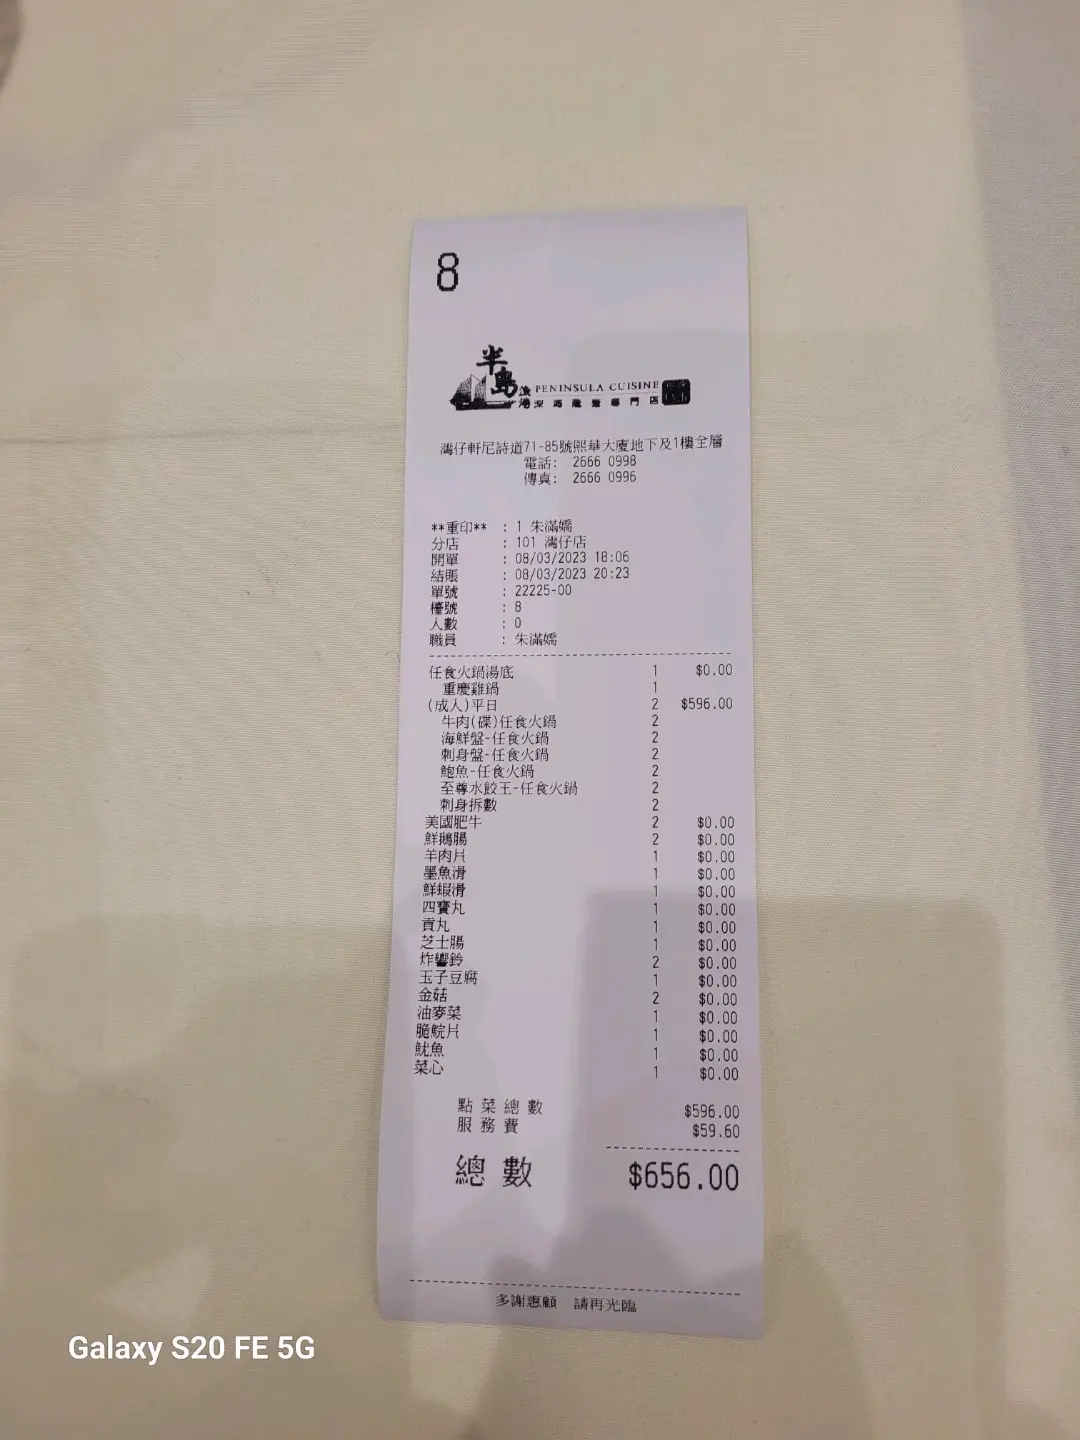 8
半島
漁港
PENINSULA CUISINE
深海龍躉專門店
灣仔軒尼詩道71-85號熙華大廈地下及1樓全層
電話: 2666 0998
傳真: 2666 0996
**重印** : 1 朱滿嬌
分店 : 101 灣仔店
開單 : 08/03/2023 18:06
結賬 : 08/03/2023 20:23
單號 : 22225-00
檯號 : 8
人數 : 0
職員 : 朱滿嬌
任食火鍋湯底 1 $0.00
重慶雞鍋 1
(成人)平日 2 $596.00
牛肉(碟)任食火鍋 2
海鮮盤-任食火鍋 2
刺身盤-任食火鍋 2
鮑魚-任食火鍋 2
至尊水餃王-任食火鍋 2
刺身拆數 2
美國肥牛 2 $0.00
鮮鵝腸 2 $0.00
羊肉片 1 $0.00
墨魚滑 1 $0.00
鮮蝦滑 1 $0.00
四寶丸 1 $0.00
貢丸 1 $0.00
芝士腸 1 $0.00
炸響鈴 2 $0.00
玉子豆腐 1 $0.00
金菇 2 $0.00
油麥菜 1 $0.00
脆鯇片 1 $0.00
魷魚 1 $0.00
菜心 1 $0.00
點菜總數 $596.00
服務費 $59.60
總數 $656.00
多謝惠顧 請再光臨
Galaxy S20 FE 5G